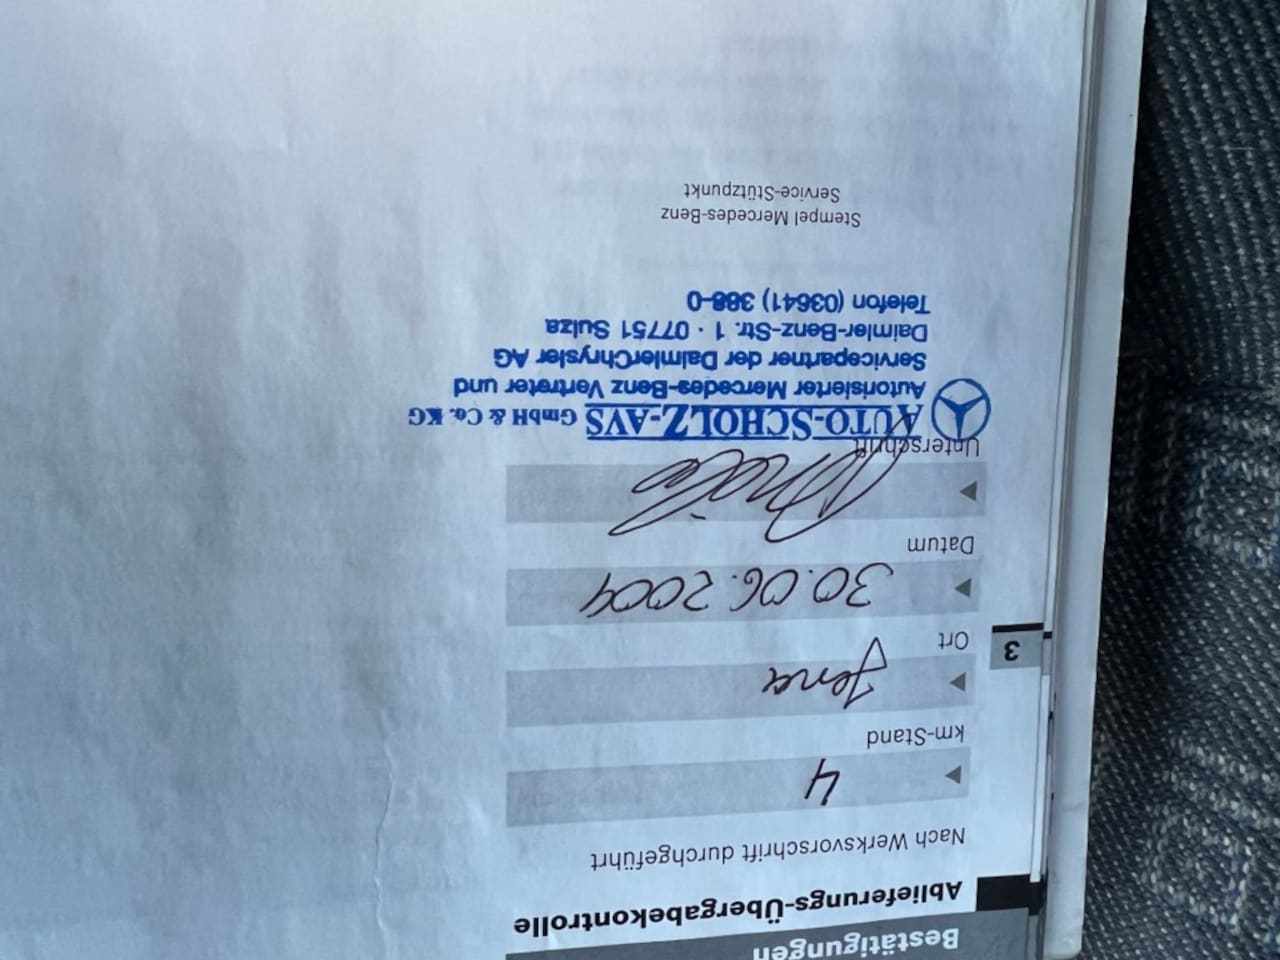 Bestätigungen
Ablieferungs-Übergabekontrolle
Nach Werksvorschrift durchgeführt
4
km-Stand
Jena
Ort
3
30.06.2004
Datum
Unterschrift
AUTO-SCHOLZ-AVS GmbH & Co. KG
Autorisierter Mercedes-Benz Vertreter und
Servicepartner der DaimlerChrysler AG
Daimler-Benz-Str. 1 · 07751 Sulza
Telefon (03641) 388-0
Stempel Mercedes-Benz
Service-Stützpunkt